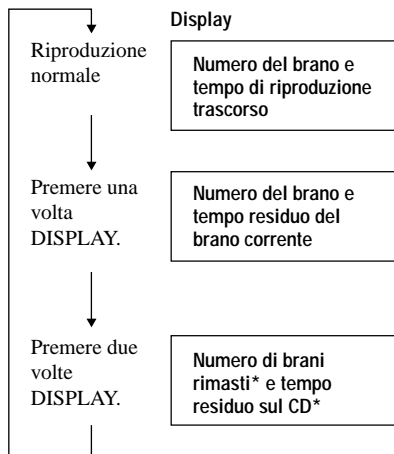 Display
Riproduzione
normale
Numero del brano e
tempo di riproduzione
trascorso
Premere una
volta
DISPLAY.
Numero del brano e
tempo residuo del
brano corrente
Premere due
volte
DISPLAY.
Numero di brani
rimasti* e tempo
residuo sul CD*